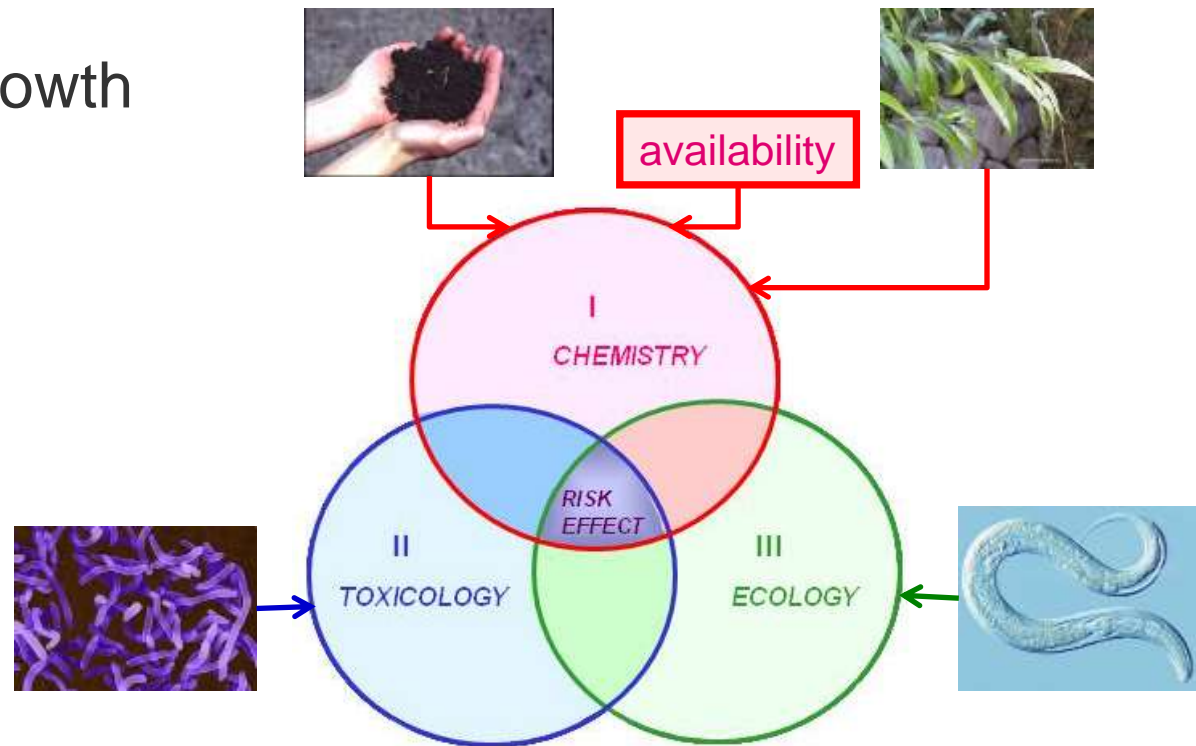 owth
availability
I
CHEMISTRY
RISK
EFFECT
II
TOXICOLOGY
III
ECOLOGY